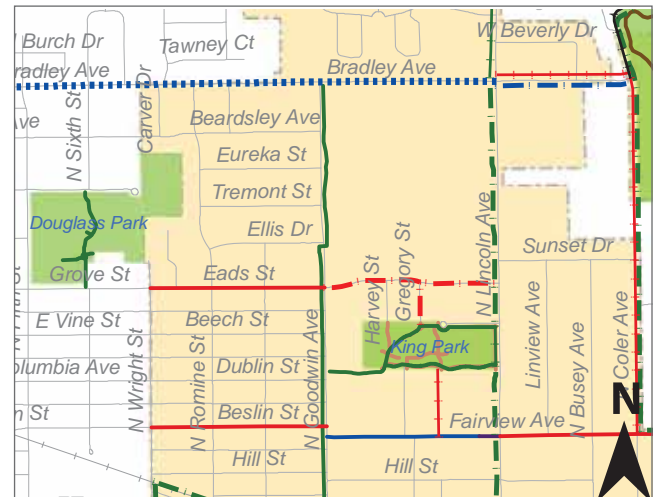 Burch Dr
Tawney Ct
W Beverly Dr
radley Ave
Bradley Ave
Carver Dr
N Sixth St
Beardsley Ave
Ave
Eureka St
Tremont St
Douglass Park
Ellis Dr
N Lincoln Ave
Sunset Dr
Grove St
Eads St
Harvey St
Gregory St
E Vine St
Beech St
King Park
N Goodwin Ave
Linview Ave
N Busey Ave
N Coler Ave
N Wright St
N Romine St
olumbia Ave
Dublin St
N
n St
Beslin St
Fairview Ave
Hill St
Hill St